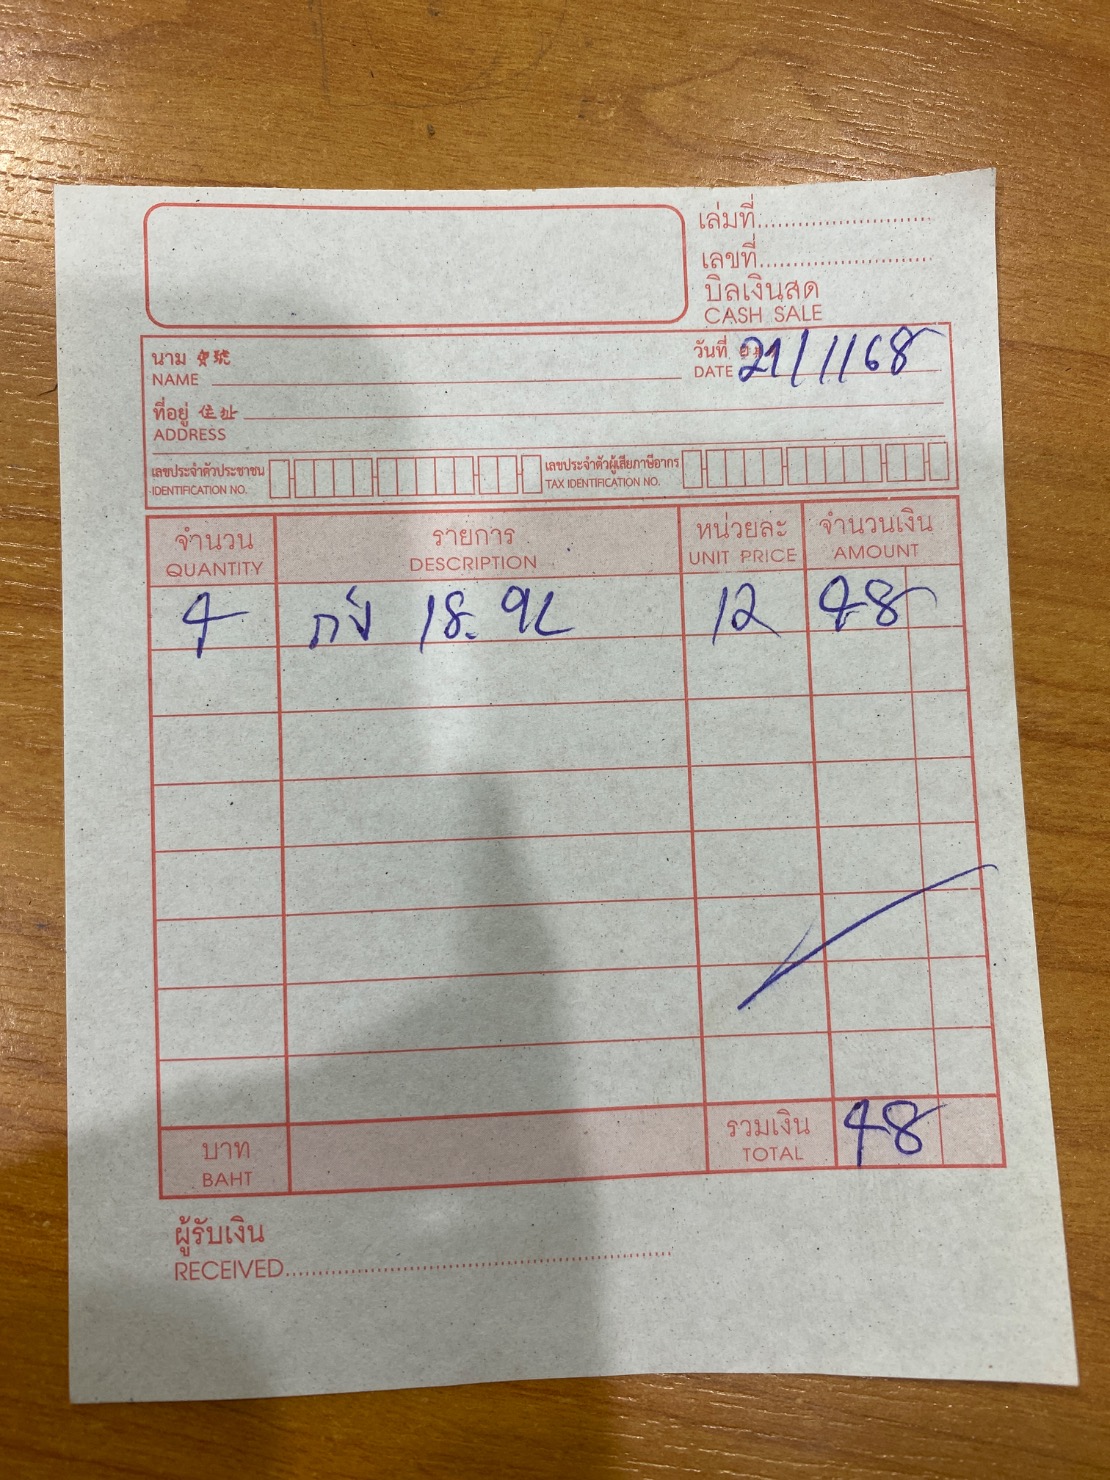 เล่มที่
เลขที่
บิลเงินสด
CASH SALE
นาม 寶號
NAME
วันที่ 21/1/68
DATE
ที่อยู่ 住址
ADDRESS
เลขประจำตัวประชาชน
IDENTIFICATION NO.
เลขประจำตัวผู้เสียภาษีอากร
TAX IDENTIFICATION NO.
จำนวน รายการ หน่วยละ จำนวนเงิน
QUANTITY DESCRIPTION UNIT PRICE AMOUNT
4 18. 12 48
บาท รวมเงิน 48
BAHT TOTAL
ผู้รับเงิน
RECEIVED